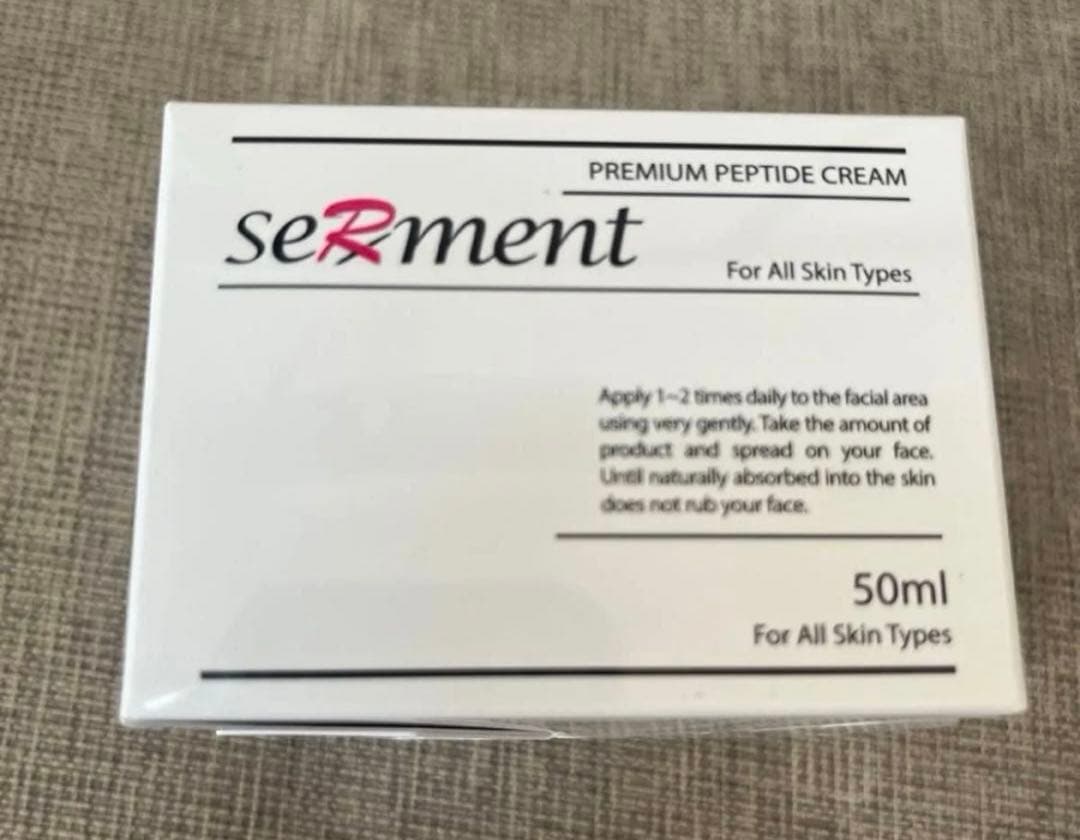 PREMIUM PEPTIDE CREAM
seRment
For All Skin Types
Apply 1~2 times daily to the facial area
using very gently. Take the amount of
product and spread on your face.
Until naturally absorbed into the skin
does not rub your face.
50ml
For All Skin Types